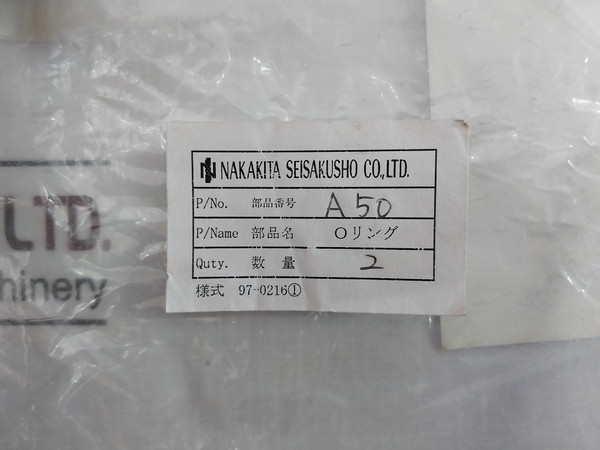 NAKAKITA SEISAKUSHO CO.,LTD.
P/No. 部品番号 A50
P/Name 部品名 Oリング
Quty. 数量 2
様式 97-0216①
LTD.
hinery